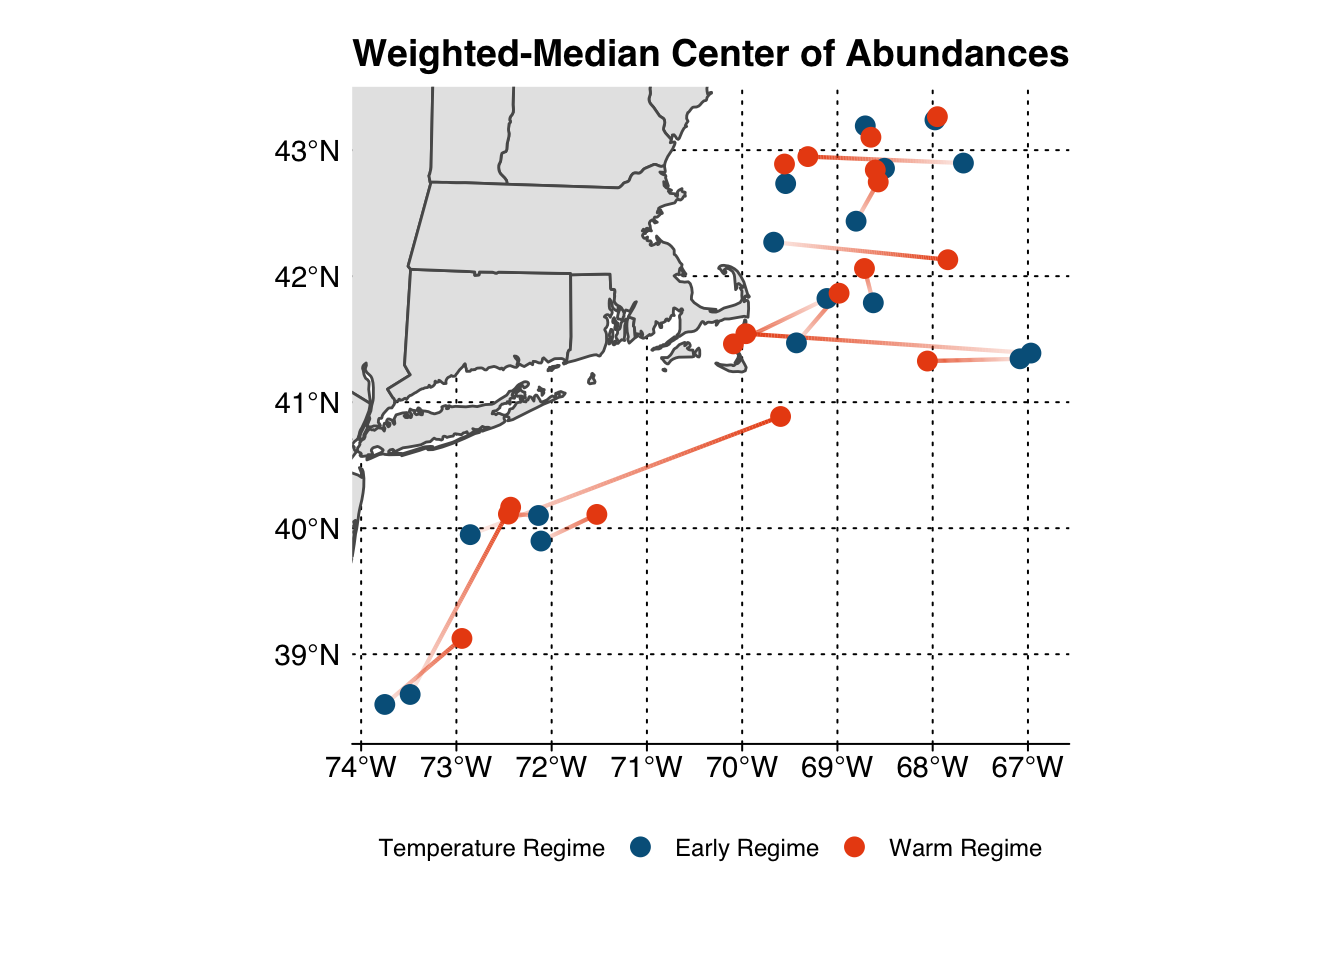 Weighted-Median Center of Abundances
43°N
42°N
41°N
40°N
39°N
74°W 73°W 72°W 71°W 70°W 69°W 68°W 67°W
Temperature Regime Early Regime Warm Regime